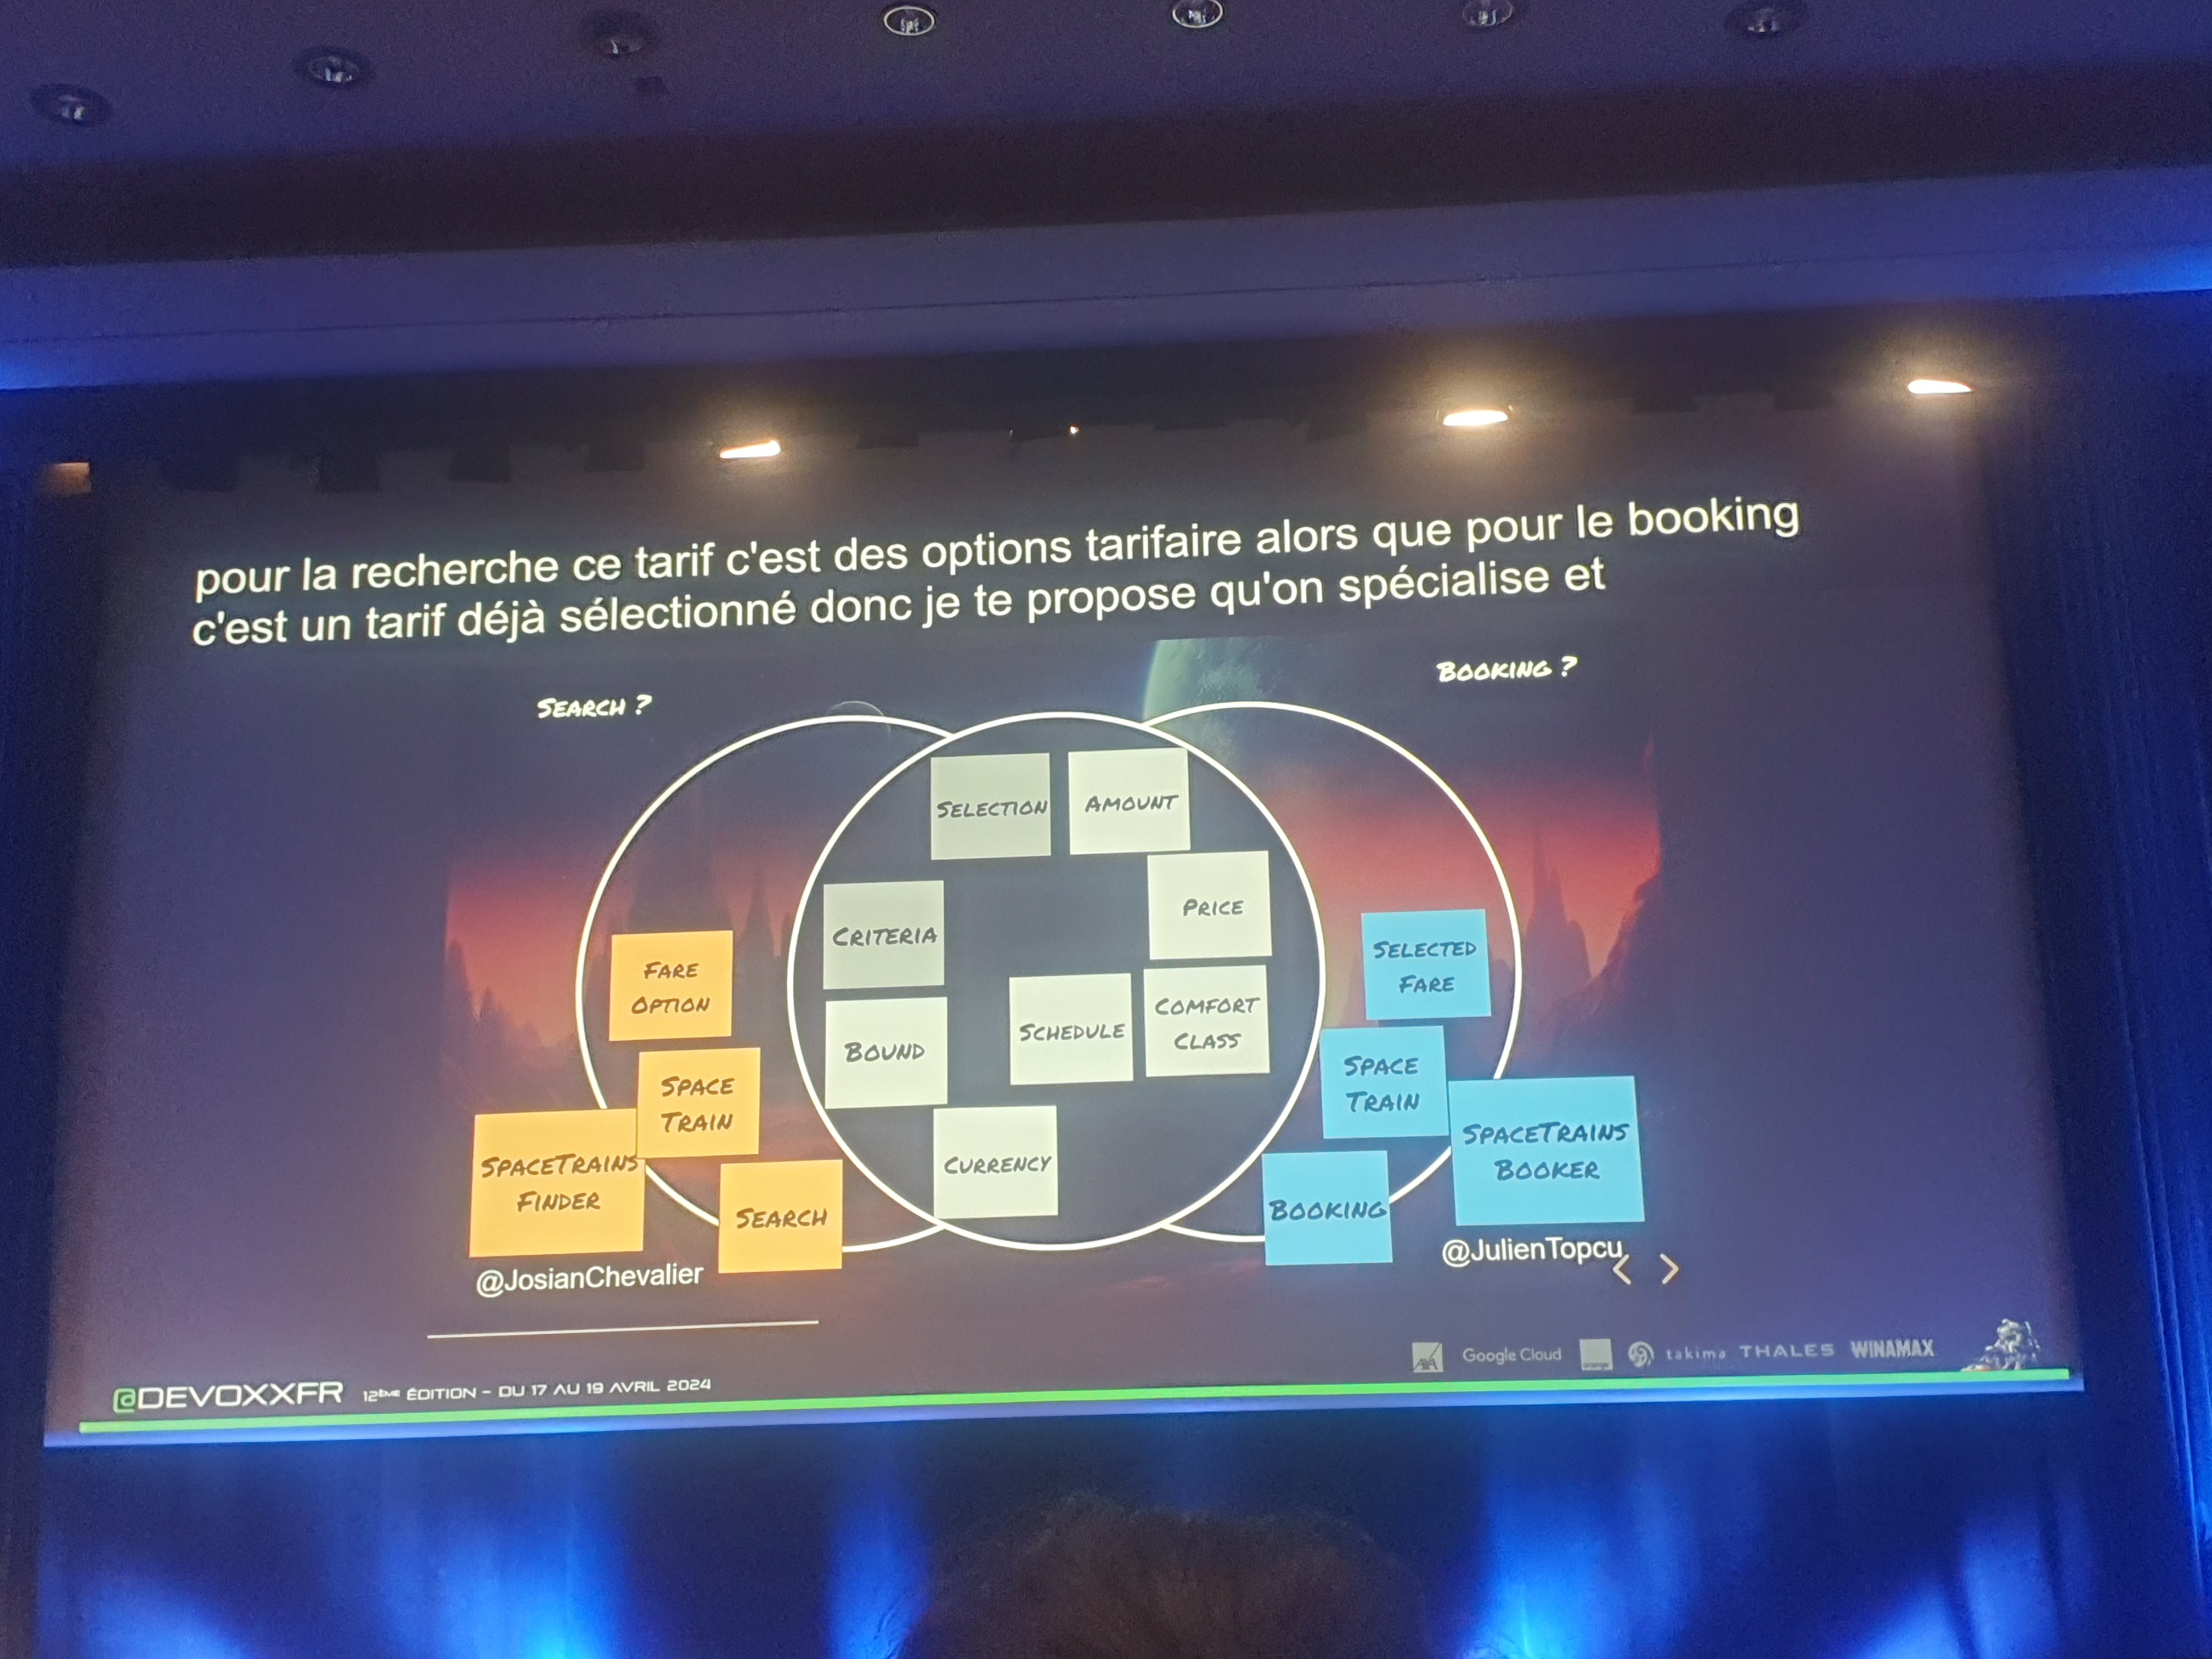 pour la recherche ce tarif c'est des options tarifaire alors que pour le booking
c'est un tarif déjà sélectionné donc je te propose qu'on spécialise et
SEARCH ?
BOOKING ?
SELECTION
AMOUNT
CRITERIA
PRICE
BOUND
SCHEDULE
COMFORT
CLASS
CURRENCY
FARE
OPTION
SPACE
TRAIN
SPACETRAINS
FINDER
SEARCH
SELECTED
FARE
SPACE
TRAIN
SPACETRAINS
BOOKER
BOOKING
@JosianChevalier
@JulienTopcu
< >
AXA
Google Cloud
orange
takima
THALES
WINAMAX
@DEVOXXFR
12ÈME ÉDITION – DU 17 AU 19 AVRIL 2024